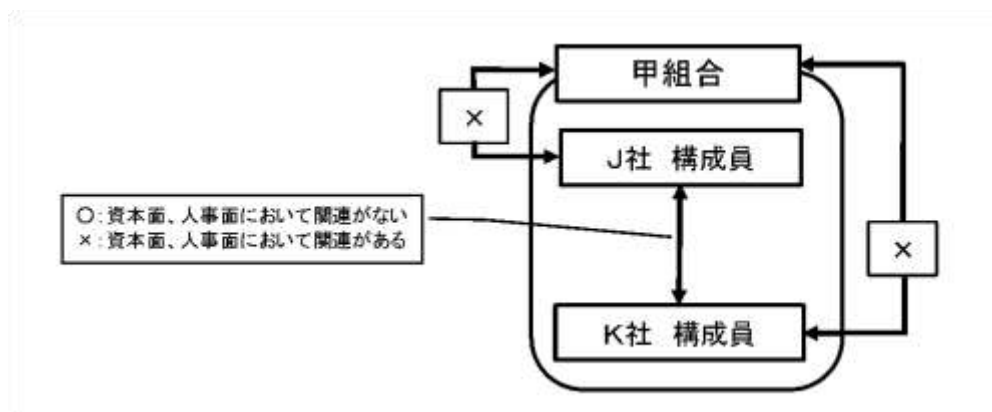 甲組合
×
J社 構成員
○：資本面、人事面において関連がない
×：資本面、人事面において関連がある
×
K社 構成員